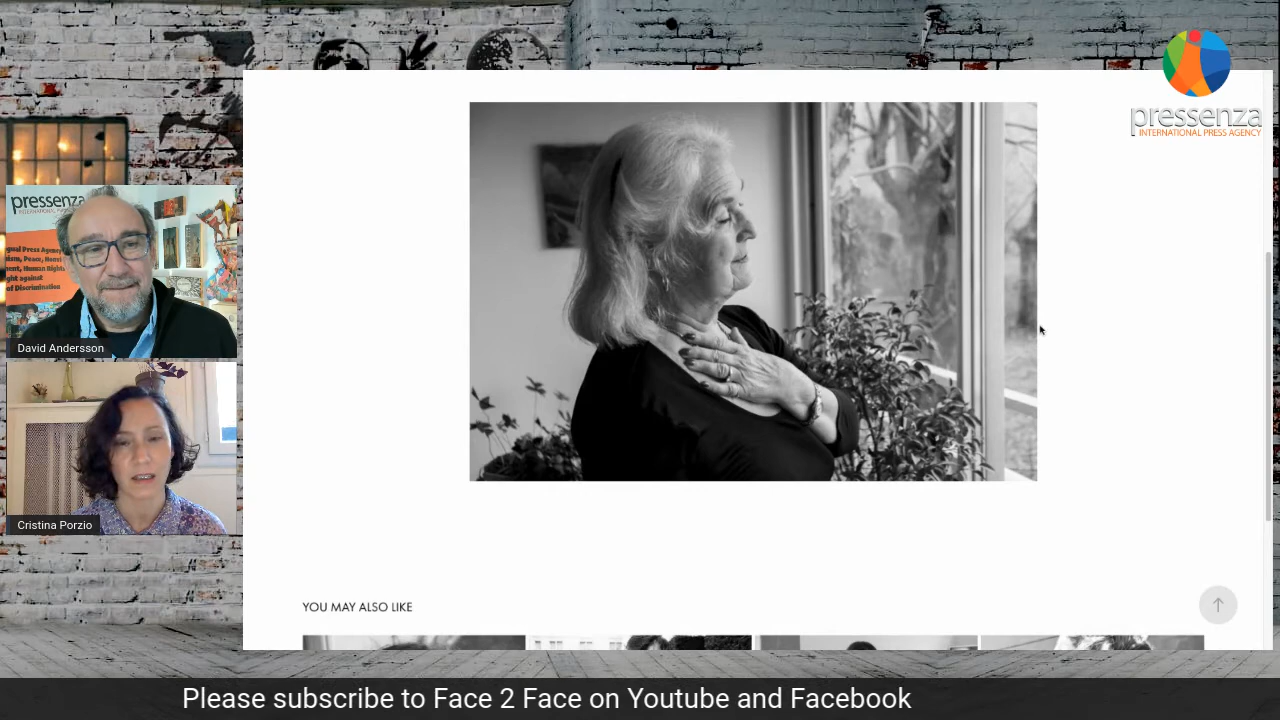 pressenza
INTERNATIONAL PRESS AGENCY
pressenza
David Andersson
Cristina Porzio
YOU MAY ALSO LIKE
Please subscribe to Face 2 Face on Youtube and Facebook